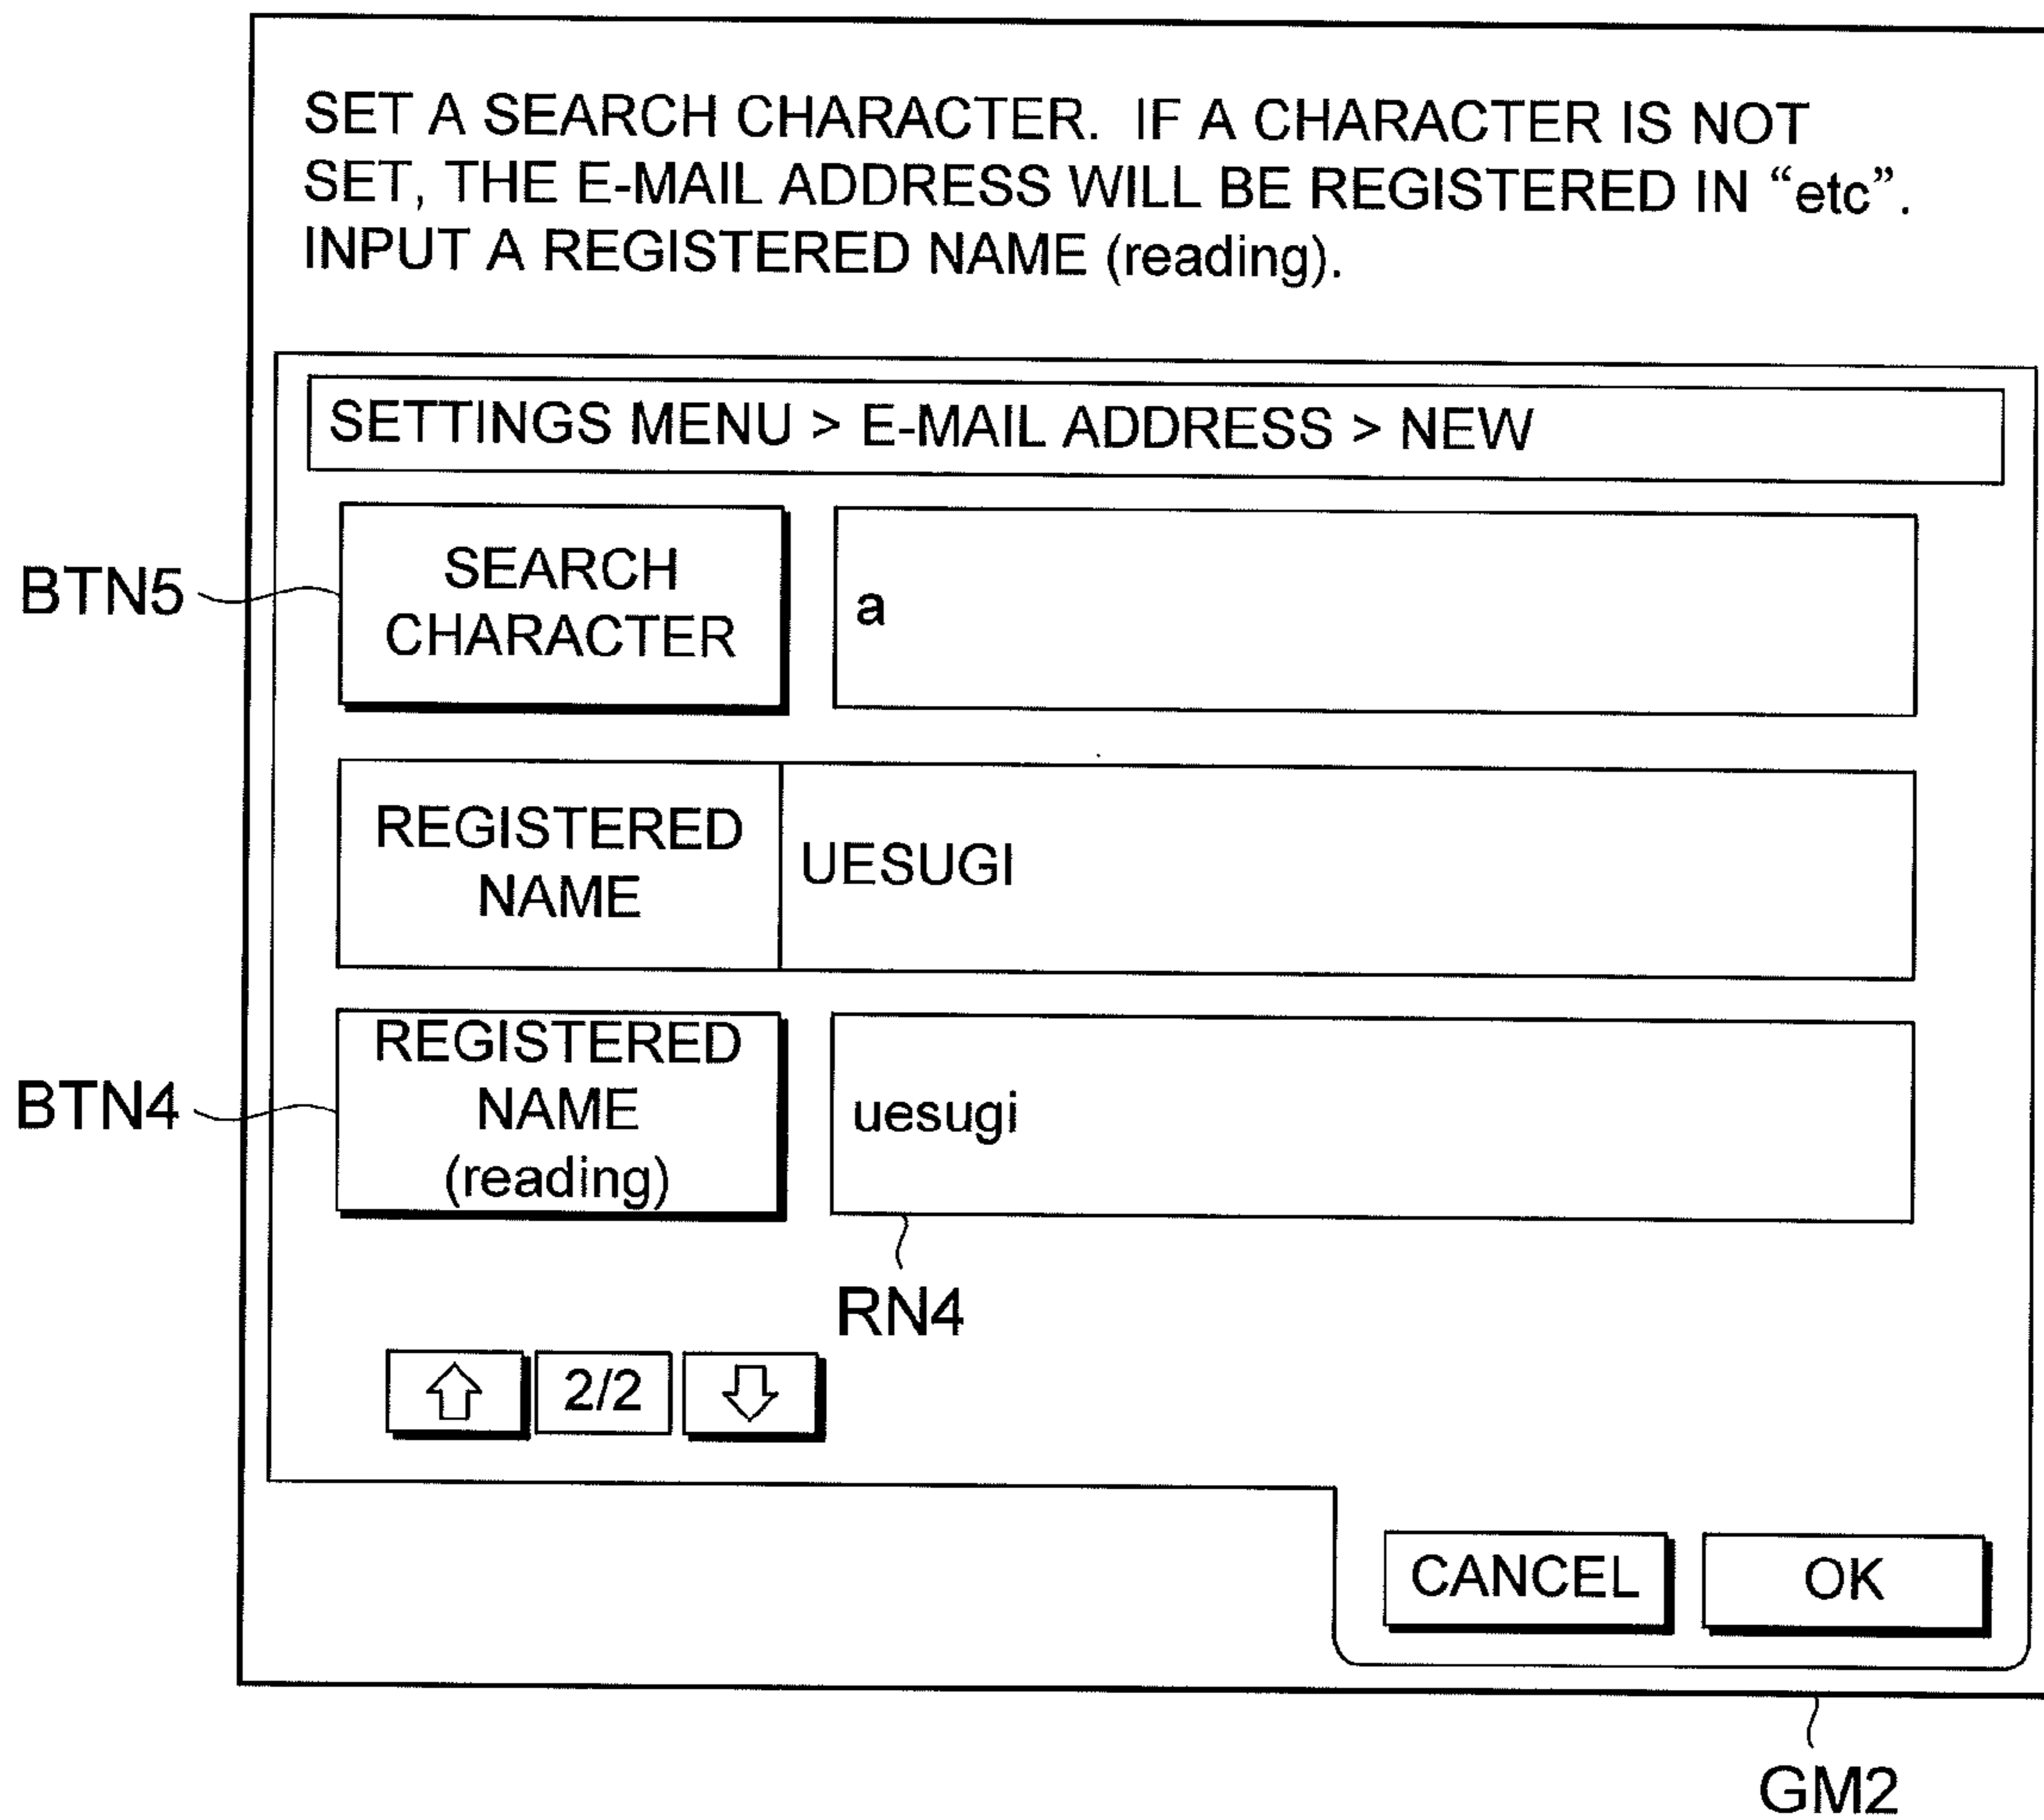 SET A SEARCH CHARACTER. IF A CHARACTER IS NOT
SET, THE E-MAIL ADDRESS WILL BE REGISTERED IN “etc”.
INPUT A REGISTERED NAME (reading).
SETTINGS MENU > E-MAIL ADDRESS > NEW
BTN5
SEARCH
CHARACTER
a
REGISTERED
NAME
UESUGI
BTN4
REGISTERED
NAME
(reading)
uesugi
RN4
2/2
CANCEL
OK
GM2